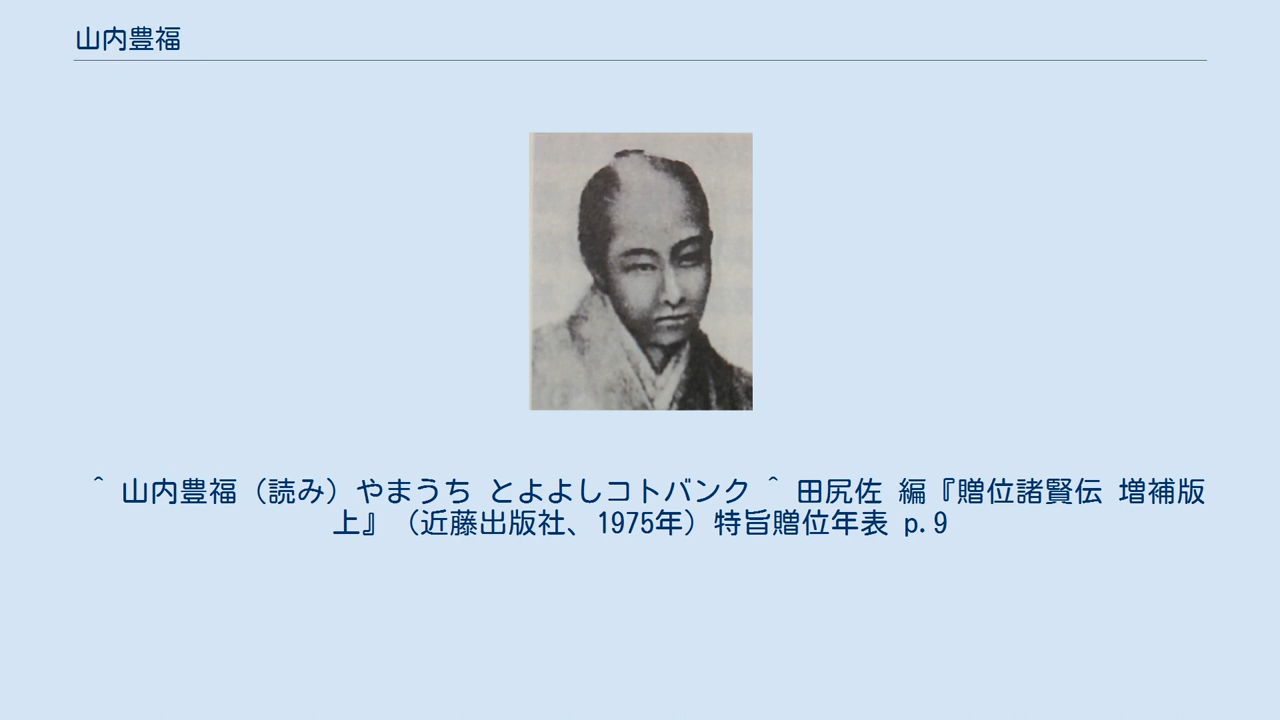 山内豊福
^ 山内豊福（読み）やまうち とよよしコトバンク ^ 田尻佐 編『贈位諸賢伝 増補版
上』（近藤出版社、1975年）特旨贈位年表 p.9